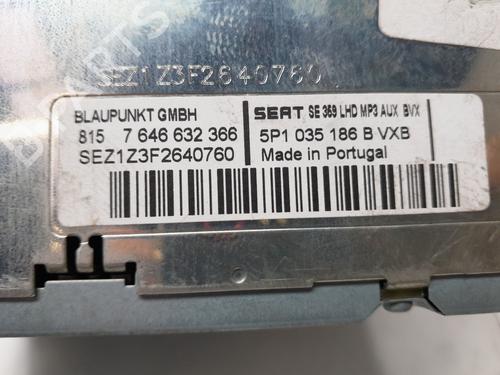 SEZ1Z3F2640760
BLAUPUNKT GMBH
815 7 646 632 366
SEZ1Z3F2640760
SEAT SE 369 LHD MP3 AUX BVX
5P1 035 186 B VXB
Made in Portugal